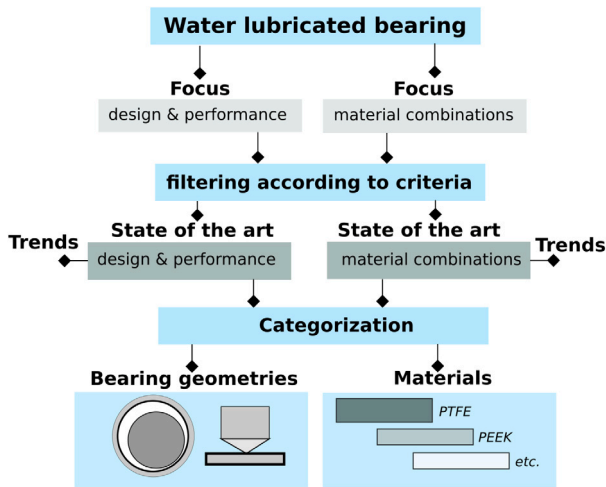 Water lubricated bearing
Focus
Focus
design & performance
material combinations
filtering according to criteria
State of the art
State of the art
Trends
Trends
design & performance
material combinations
Categorization
Bearing geometries
Materials
PTFE
PEEK
etc.